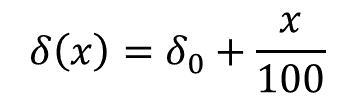 δ(x) = δ₀ + x/100